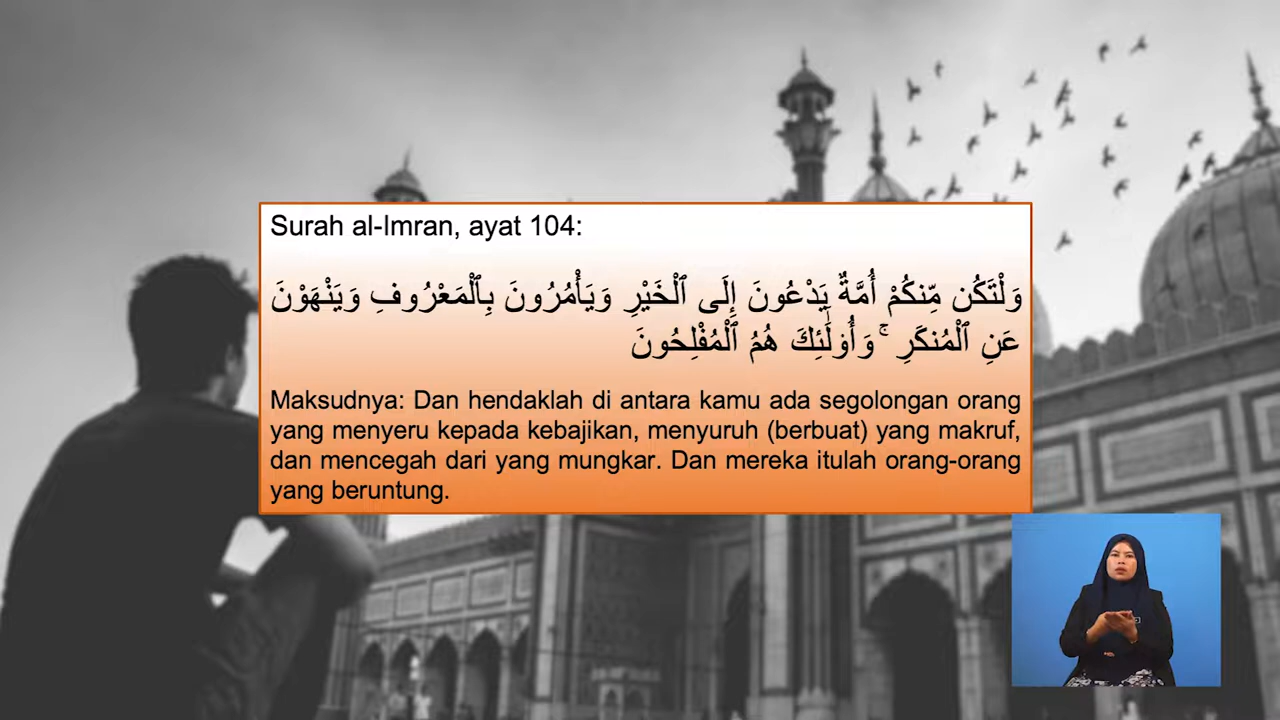 Surah al-Imran, ayat 104:
وَلْتَكُن مِّنكُمْ أُمَّةٌ يَدْعُونَ إِلَى ٱلْخَيْرِ وَيَأْمُرُونَ بِٱلْمَعْرُوفِ وَيَنْهَوْنَ
عَنِ ٱلْمُنكَرِ ۚ وَأُو۟لَٰٓئِكَ هُمُ ٱلْمُفْلِحُونَ
Maksudnya: Dan hendaklah di antara kamu ada segolongan orang
yang menyeru kepada kebajikan, menyuruh (berbuat) yang makruf,
dan mencegah dari yang mungkar. Dan mereka itulah orang-orang
yang beruntung.